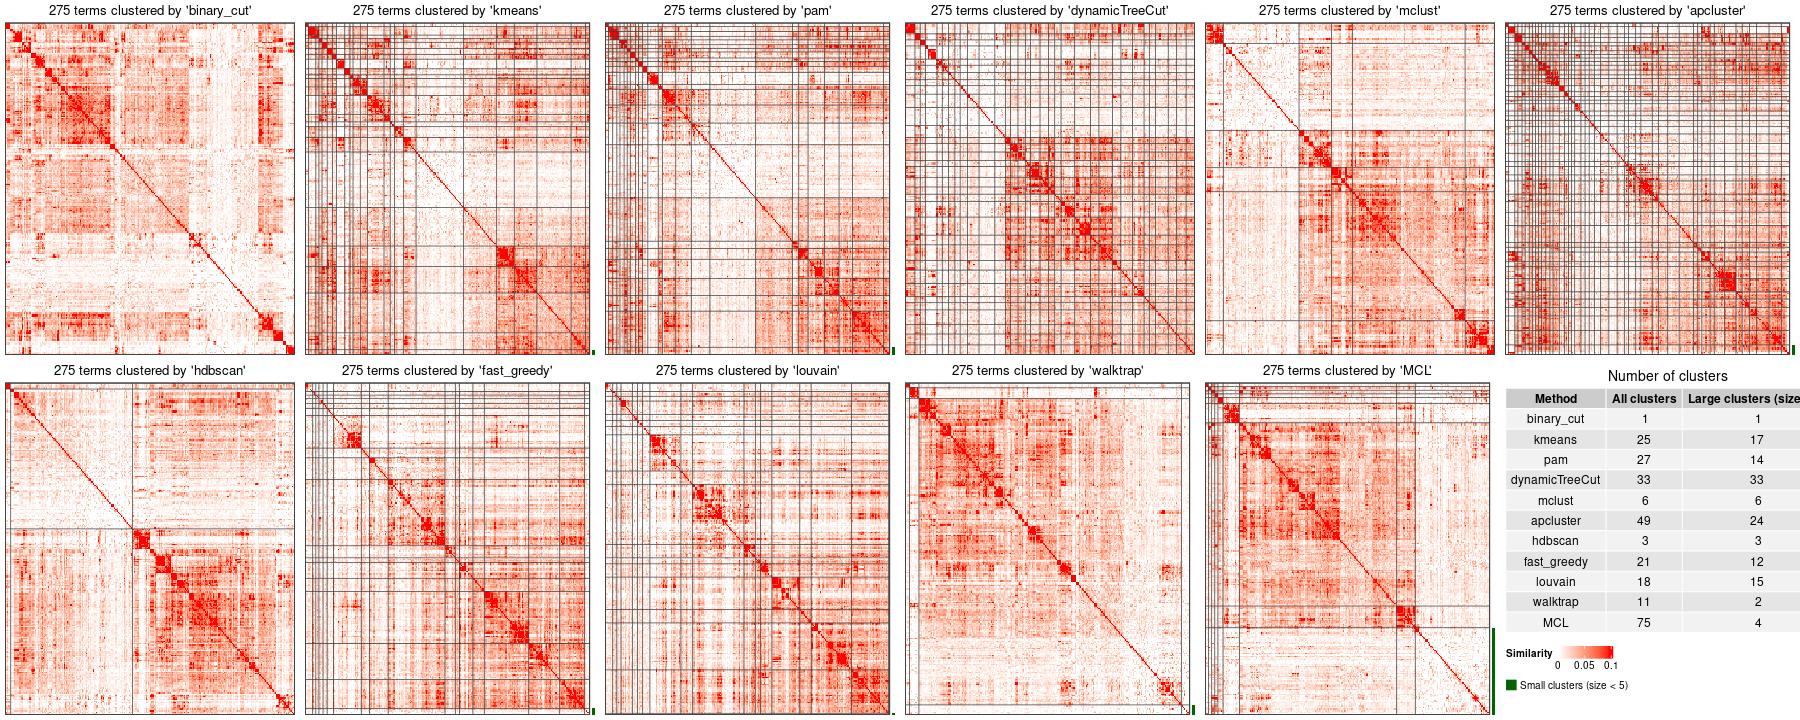 275 terms clustered by 'binary_cut'
275 terms clustered by 'kmeans'
275 terms clustered by 'pam'
275 terms clustered by 'dynamicTreeCut'
275 terms clustered by 'mclust'
275 terms clustered by 'apcluster'
275 terms clustered by 'hdbscan'
275 terms clustered by 'fast_greedy'
275 terms clustered by 'louvain'
275 terms clustered by 'walktrap'
275 terms clustered by 'MCL'
Number of clusters
Method All clusters Large clusters (size
binary_cut 1 1
kmeans 25 17
pam 27 14
dynamicTreeCut 33 33
mclust 6 6
apcluster 49 24
hdbscan 3 3
fast_greedy 21 12
louvain 18 15
walktrap 11 2
MCL 75 4
Similarity
0 0.05 0.1
Small clusters (size < 5)